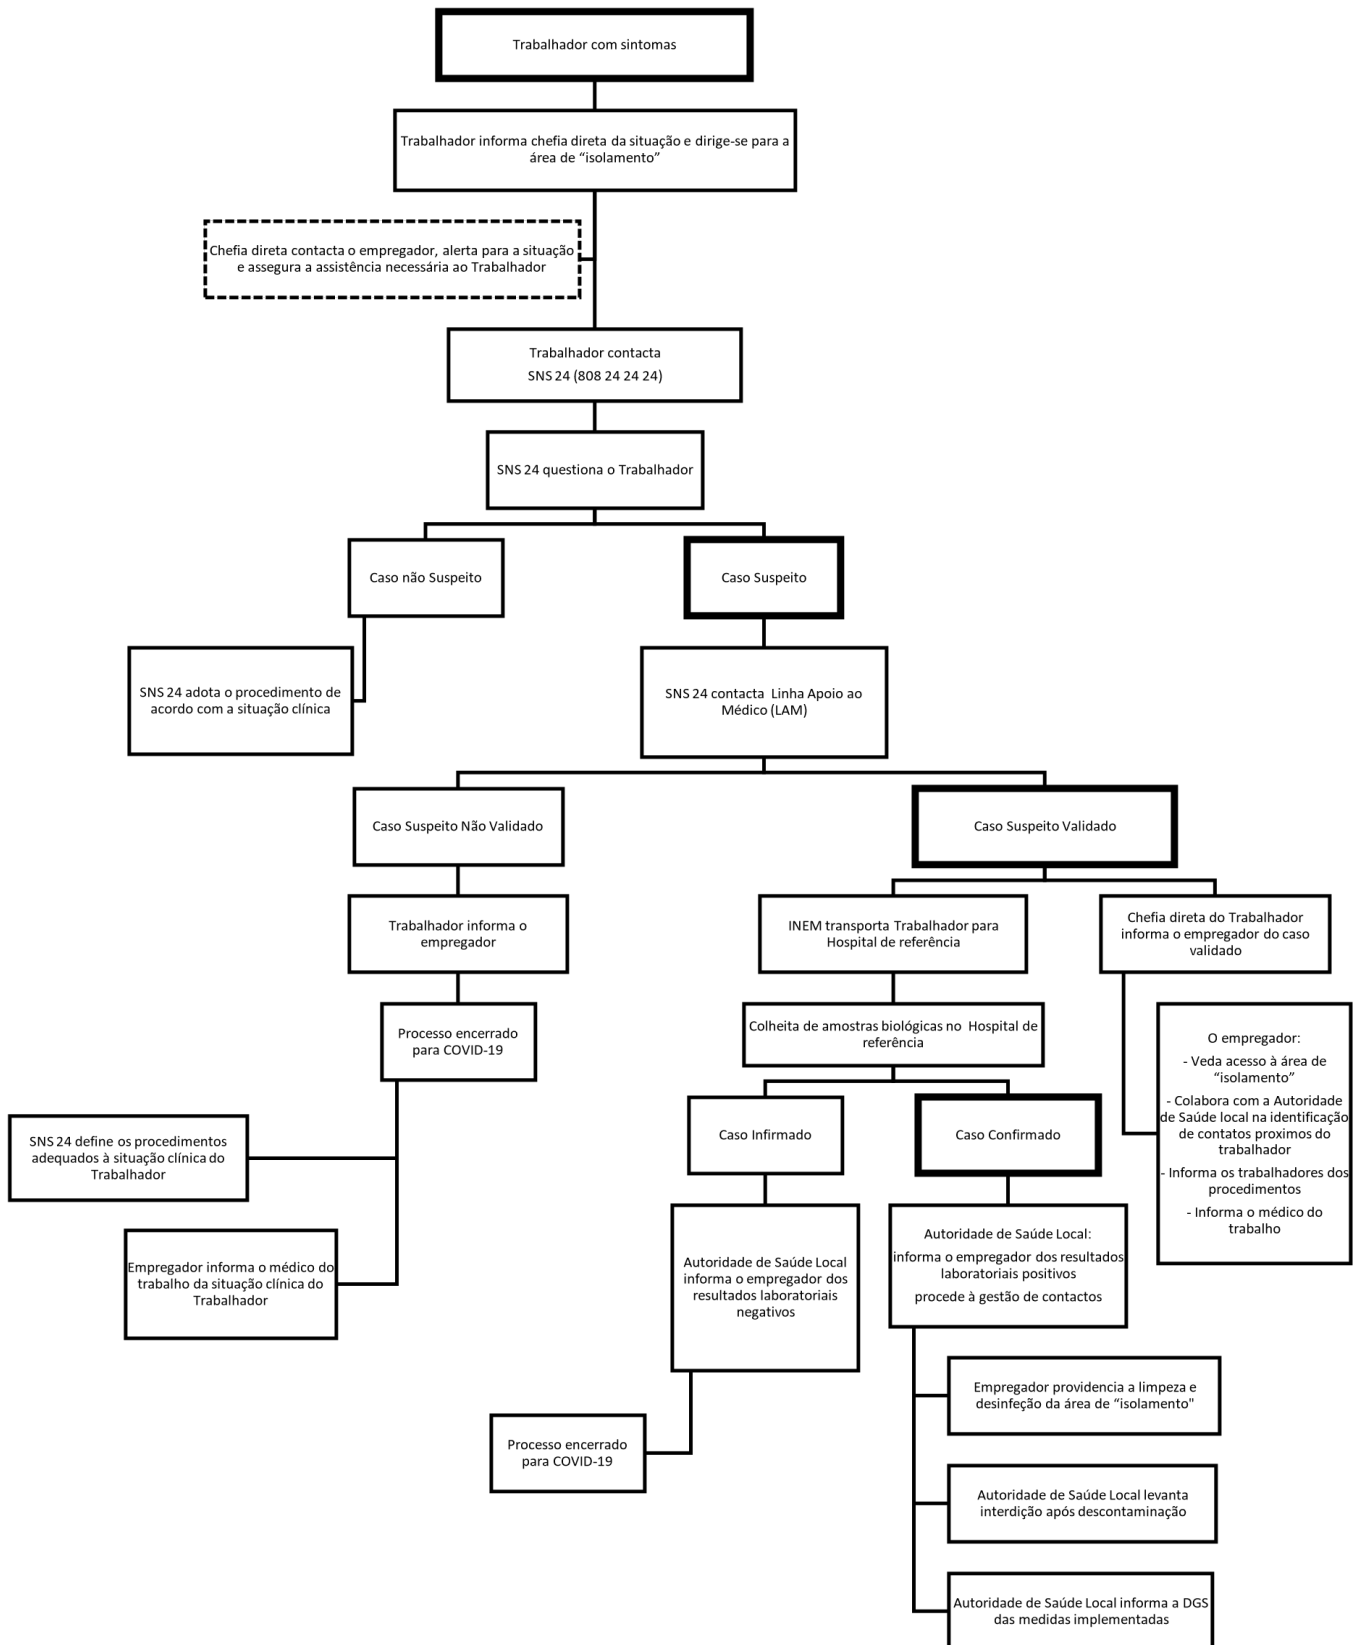 Trabalhador com sintomas
Trabalhador informa chefia direta da situação e dirige-se para a
área de “isolamento”
Chefia direta contacta o empregador, alerta para a situação
e assegura a assistência necessária ao Trabalhador
Trabalhador contacta
SNS 24 (808 24 24 24)
SNS 24 questiona o Trabalhador
Caso não Suspeito
Caso Suspeito
SNS 24 adota o procedimento de
acordo com a situação clínica
SNS 24 contacta Linha Apoio ao
Médico (LAM)
Caso Suspeito Não Validado
Caso Suspeito Validado
Trabalhador informa o
empregador
INEM transporta Trabalhador para
Hospital de referência
Chefia direta do Trabalhador
informa o empregador do caso
validado
Processo encerrado
para COVID-19
Colheita de amostras biológicas no Hospital de
referência
O empregador:
- Veda acesso à área de
“isolamento”
- Colabora com a Autoridade
de Saúde local na identificação
de contatos proximos do
trabalhador
- Informa os trabalhadores dos
procedimentos
- Informa o médico do
trabalho
SNS 24 define os procedimentos
adequados à situação clínica do
Trabalhador
Caso Infirmado
Caso Confirmado
Empregador informa o médico do
trabalho da situação clínica do
Trabalhador
Autoridade de Saúde Local
informa o empregador dos
resultados laboratoriais
negativos
Autoridade de Saúde Local:
informa o empregador dos resultados
laboratoriais positivos
procede à gestão de contactos
Processo encerrado
para COVID-19
Empregador providencia a limpeza e
desinfeção da área de “isolamento"
Autoridade de Saúde Local levanta
interdição após descontaminação
Autoridade de Saúde Local informa a DGS
das medidas implementadas